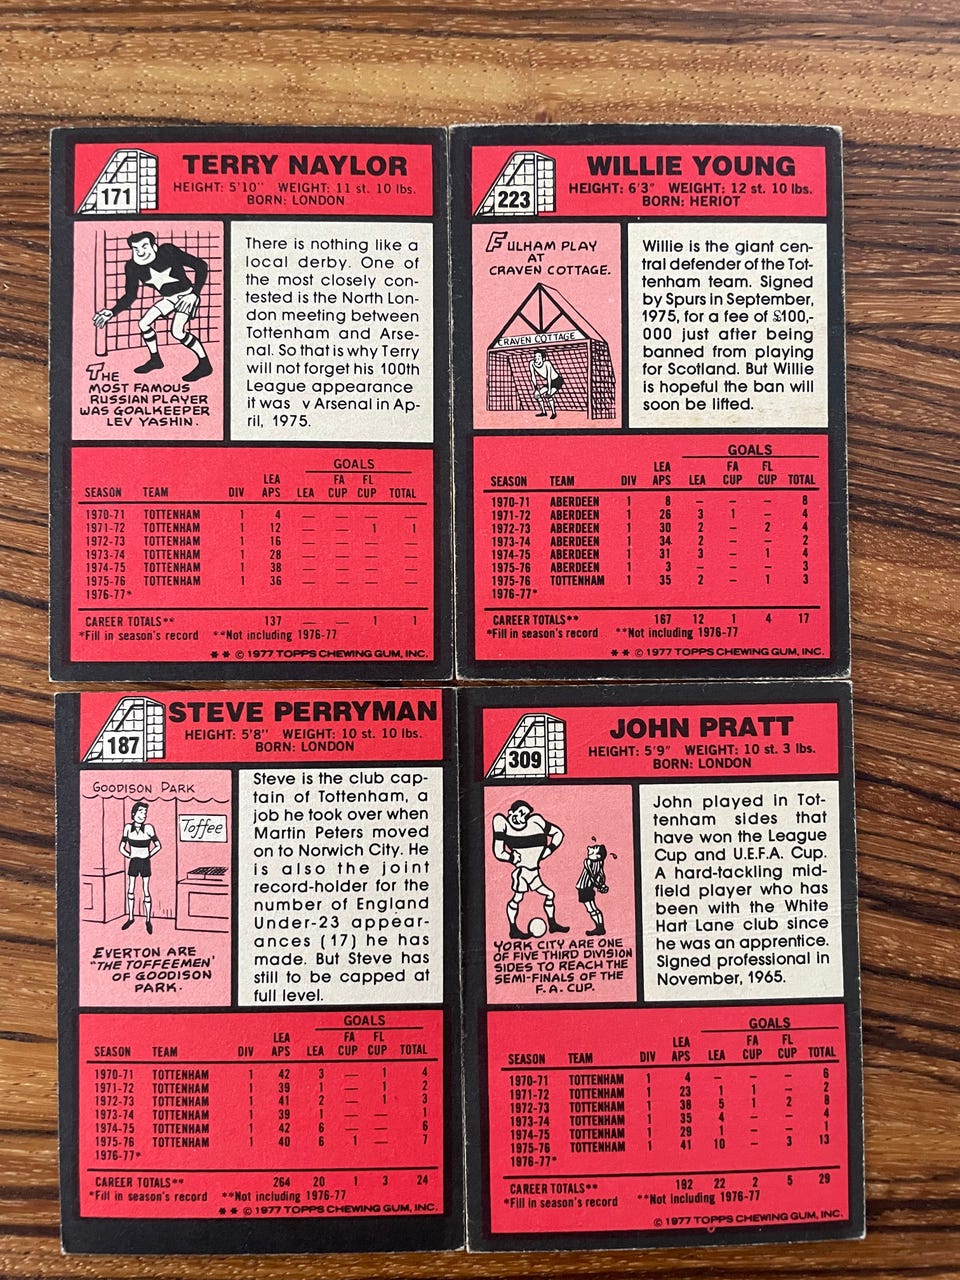 171
TERRY NAYLOR
HEIGHT: 5'10" WEIGHT: 11 st. 10 lbs.
BORN: LONDON
THE
MOST FAMOUS
RUSSIAN PLAYER
WAS GOALKEEPER
LEV YASHIN.
There is nothing like a
local derby. One of
the most closely con-
tested is the North Lon-
don meeting between
Tottenham and Arse-
nal. So that is why Terry
will not forget his 100th
League appearance
it was v Arsenal in Ap-
ril, 1975.
GOALS
LEA FA FL
SEASON TEAM DIV APS LEA CUP CUP TOTAL
1970-71 TOTTENHAM 1 4 — — — —
1971-72 TOTTENHAM 1 12 — — 1 1
1972-73 TOTTENHAM 1 16 — — — —
1973-74 TOTTENHAM 1 28 — — — —
1974-75 TOTTENHAM 1 38 — — — —
1975-76 TOTTENHAM 1 36 — — — —
1976-77*
CAREER TOTALS** 137 — — 1 1
*Fill in season's record **Not including 1976-77
** © 1977 TOPPS CHEWING GUM, INC.
223
WILLIE YOUNG
HEIGHT: 6'3" WEIGHT: 12 st. 10 lbs.
BORN: HERIOT
FULHAM PLAY
AT
CRAVEN COTTAGE.
CRAVEN COTTAGE
Willie is the giant cen-
tral defender of the Tot-
tenham team. Signed
by Spurs in September,
1975, for a fee of £100,-
000 just after being
banned from playing
for Scotland. But Willie
is hopeful the ban will
soon be lifted.
GOALS
LEA FA FL
SEASON TEAM DIV APS LEA CUP CUP TOTAL
1970-71 ABERDEEN 1 8 — — — 8
1971-72 ABERDEEN 1 26 3 1 — 4
1972-73 ABERDEEN 1 30 2 — 2 4
1973-74 ABERDEEN 1 34 2 — — 2
1974-75 ABERDEEN 1 31 3 — 1 4
1975-76 ABERDEEN 1 3 — — — 3
1975-76 TOTTENHAM 1 35 2 — 1 3
1976-77*
CAREER TOTALS** 167 12 1 4 17
*Fill in season's record **Not including 1976-77
** © 1977 TOPPS CHEWING GUM, INC.
187
STEVE PERRYMAN
HEIGHT: 5'8" WEIGHT: 10 st. 10 lbs.
BORN: LONDON
GOODISON PARK
Toffee
EVERTON ARE
"THE TOFFEEMEN'
OF GOODISON
PARK.
Steve is the club cap-
tain of Tottenham, a
job he took over when
Martin Peters moved
on to Norwich City. He
is also the joint
record-holder for the
number of England
Under-23 appear-
ances (17) he has
made. But Steve has
still to be capped at
full level.
GOALS
LEA FA FL
SEASON TEAM DIV APS LEA CUP CUP TOTAL
1970-71 TOTTENHAM 1 42 3 — 1 4
1971-72 TOTTENHAM 1 39 1 — 1 2
1972-73 TOTTENHAM 1 41 2 — 1 3
1973-74 TOTTENHAM 1 39 1 — — 1
1974-75 TOTTENHAM 1 42 6 — — 6
1975-76 TOTTENHAM 1 40 6 1 — 7
1976-77*
CAREER TOTALS** 264 20 1 3 24
*Fill in season's record **Not including 1976-77
** © 1977 TOPPS CHEWING GUM, INC.
309
JOHN PRATT
HEIGHT: 5'9" WEIGHT: 10 st. 3 lbs.
BORN: LONDON
YORK CITY ARE ONE
OF FIVE THIRD DIVISION
SIDES TO REACH THE
SEMI-FINALS OF THE
F.A. CUP.
John played in Tot-
tenham sides that
have won the League
Cup and U.E.F.A. Cup.
A hard-tackling mid-
field player who has
been with the White
Hart Lane club since
he was an apprentice.
Signed professional in
November, 1965.
GOALS
LEA FA FL
SEASON TEAM DIV APS LEA CUP CUP TOTAL
1970-71 TOTTENHAM 1 4 — — — 6
1971-72 TOTTENHAM 1 23 1 1 — 2
1972-73 TOTTENHAM 1 38 5 1 2 8
1973-74 TOTTENHAM 1 35 4 — — 4
1974-75 TOTTENHAM 1 29 1 — — 1
1975-76 TOTTENHAM 1 41 10 — 3 13
1976-77*
CAREER TOTALS** 182 22 2 5 29
*Fill in season's record **Not including 1976-77
© 1977 TOPPS CHEWING GUM, INC.